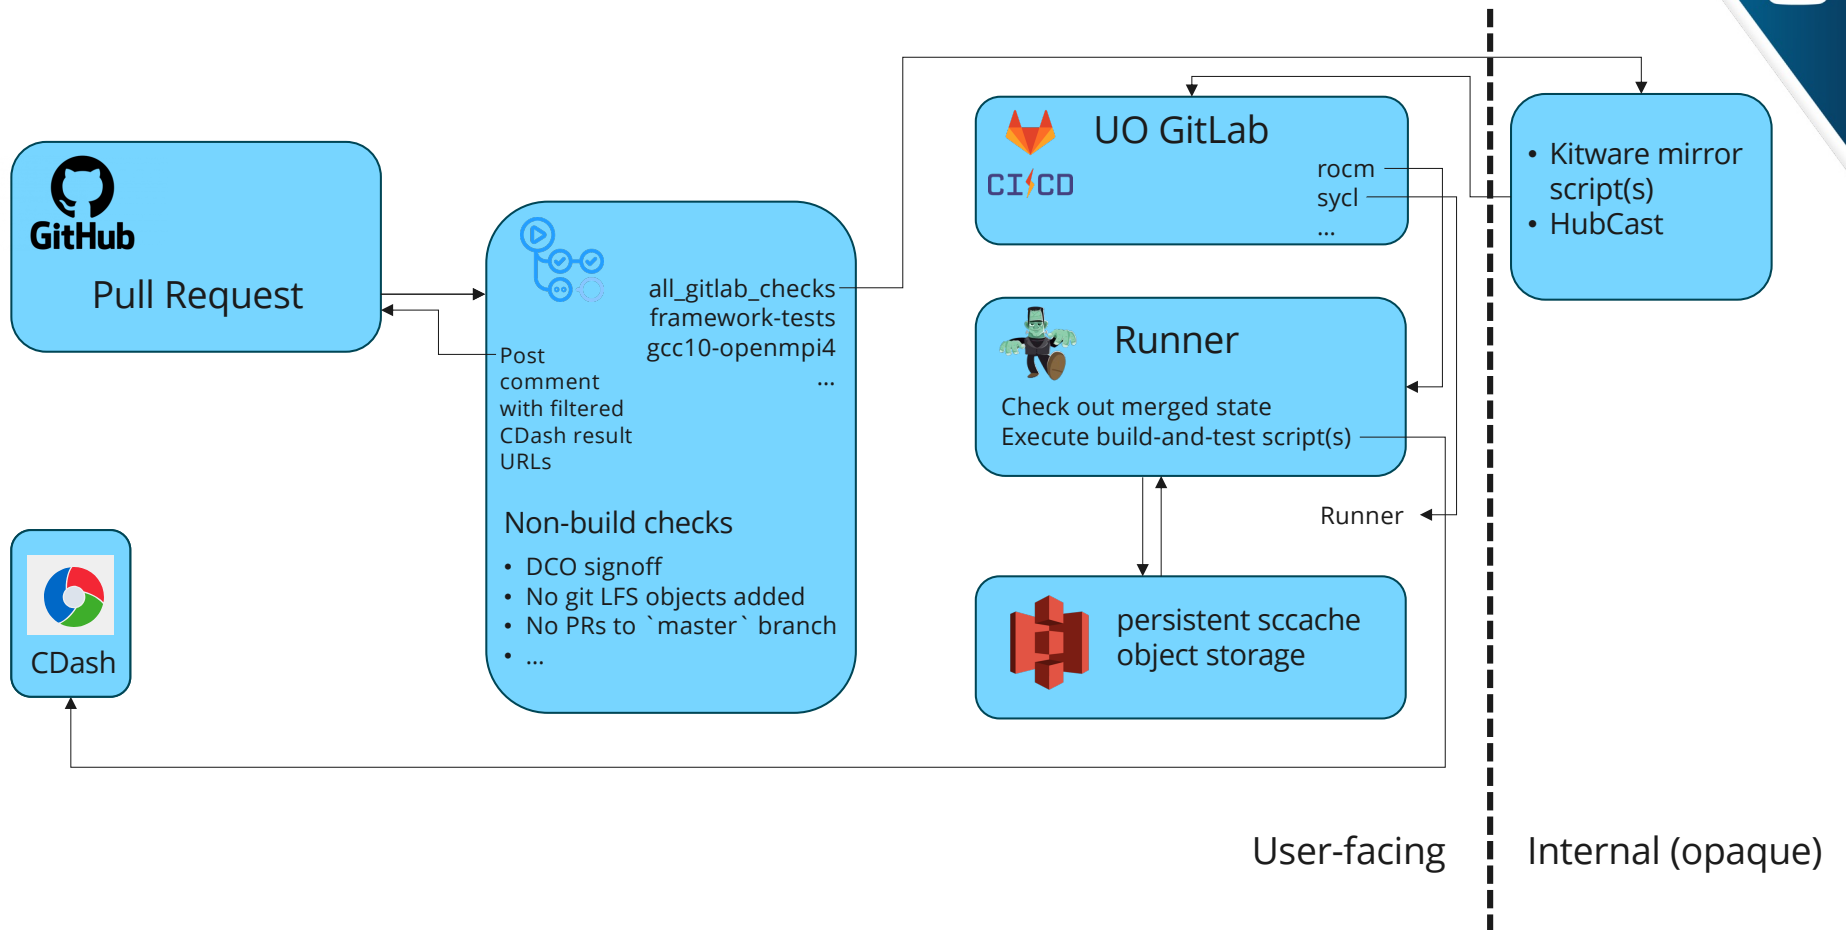 GitHub
Pull Request
all_gitlab_checks
framework-tests
gcc10-openmpi4
...
Post
comment
with filtered
CDash result
URLs
Non-build checks
• DCO signoff
• No git LFS objects added
• No PRs to `master` branch
• ...
CDash
UO GitLab
CI/CD
rocm
sycl
...
Runner
Check out merged state
Execute build-and-test script(s)
Runner
persistent sccache
object storage
• Kitware mirror
script(s)
• HubCast
User-facing
Internal (opaque)